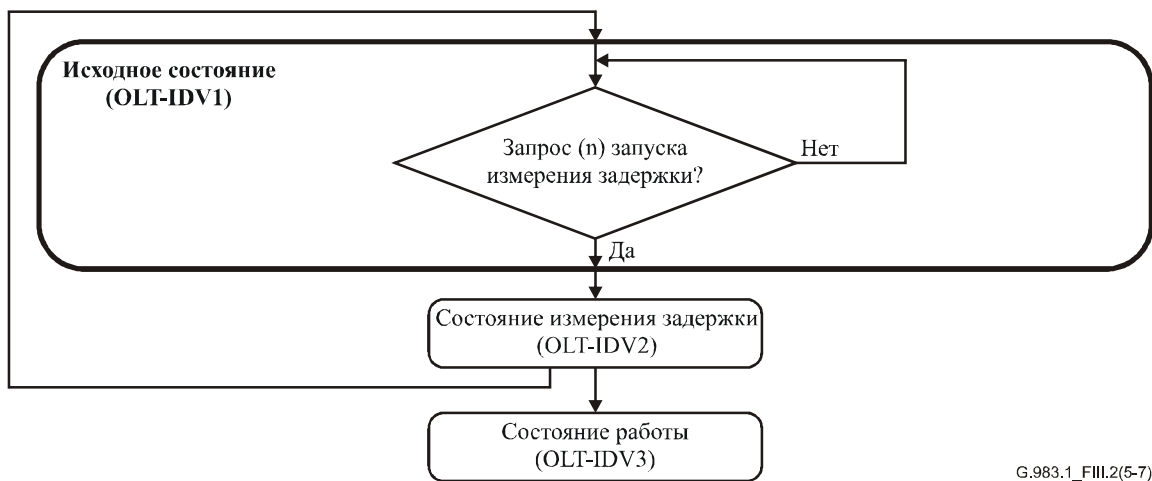 Исходное состояние
(OLT-IDV1)
Запрос (n) запуска
измерения задержки?
Нет
Да
Состояние измерения задержки
(OLT-IDV2)
Состояние работы
(OLT-IDV3)
G.983.1_FIII.2(5-7)